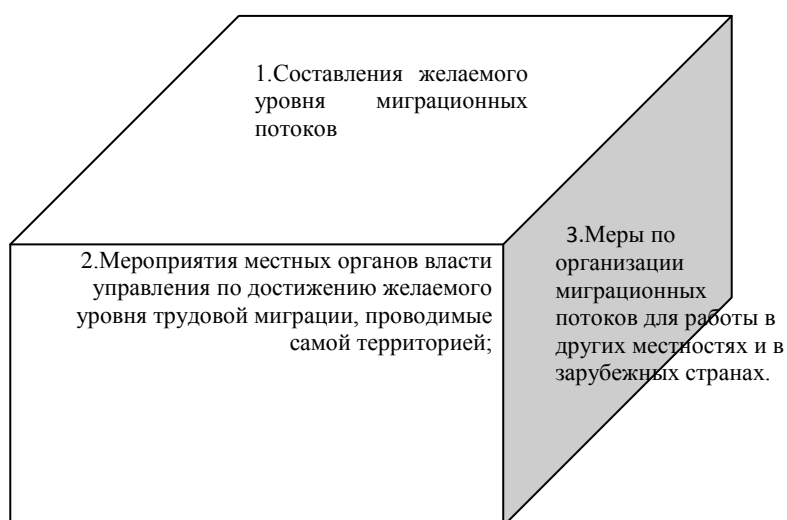 1.Составления желаемого
уровня миграционных
потоков
2.Мероприятия местных органов власти
управления по достижению желаемого
уровня трудовой миграции, проводимые
самой территорией;
3.Меры по
организации
миграционных
потоков для работы в
других местностях и в
зарубежных странах.